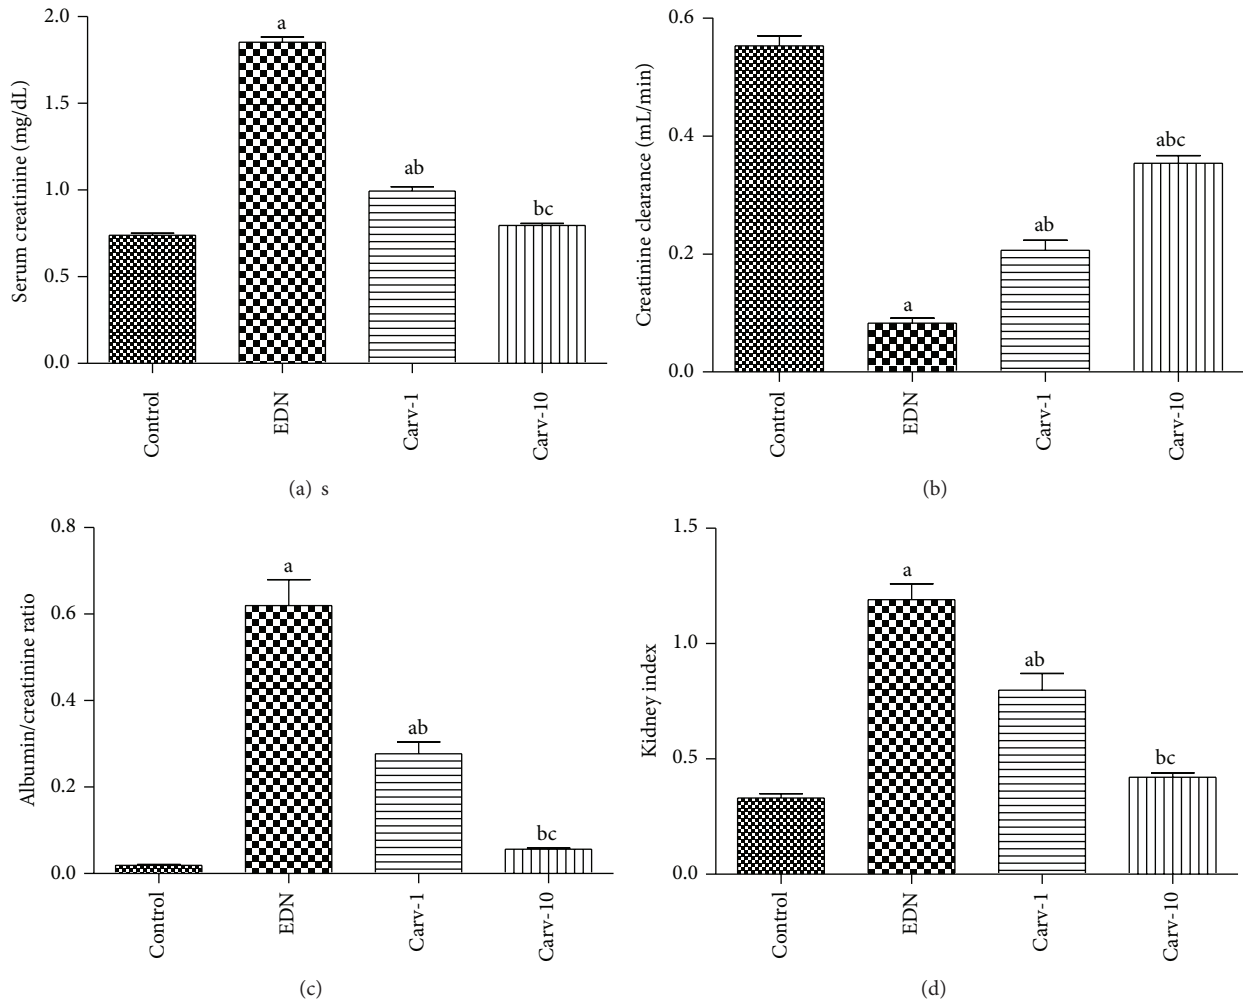 Serum creatinine (mg/dL)
2.0
1.5
1.0
0.5
0.0
a
ab
bc
Control
EDN
Carv-1
Carv-10
(a) s
Creatinine clearance (mL/min)
0.6
0.4
0.2
0.0
a
ab
abc
Control
EDN
Carv-1
Carv-10
(b)
Albumin/creatinine ratio
0.8
0.6
0.4
0.2
0.0
a
ab
bc
Control
EDN
Carv-1
Carv-10
(c)
Kidney index
1.5
1.0
0.5
0.0
a
ab
bc
Control
EDN
Carv-1
Carv-10
(d)